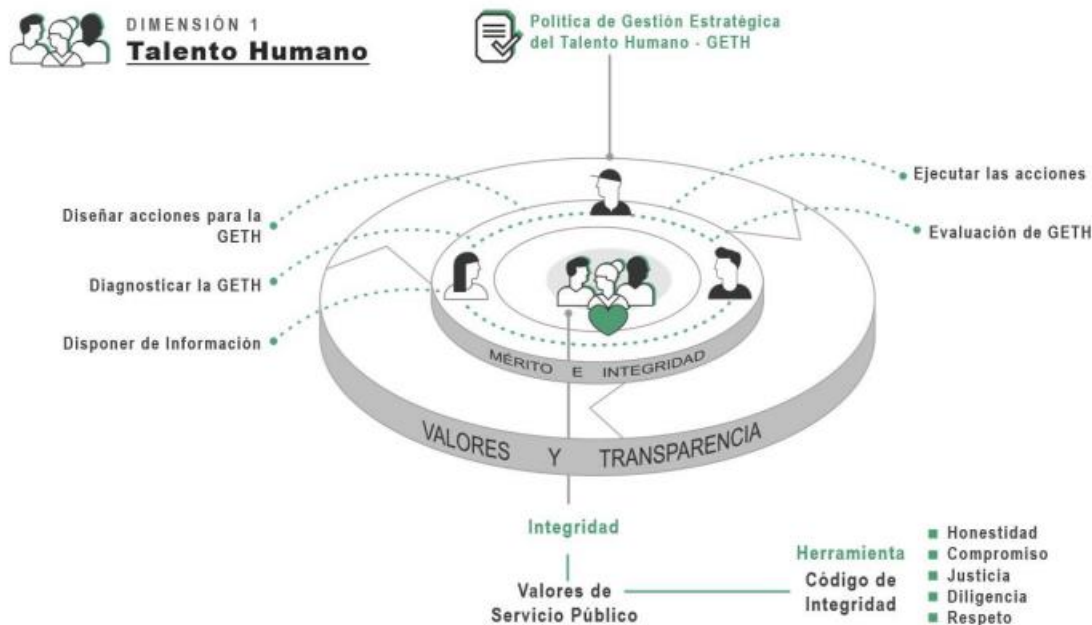 DIMENSIÓN 1
Talento Humano
Política de Gestión Estratégica
del Talento Humano - GETH
Ejecutar las acciones
Diseñar acciones para la
GETH
Evaluación de GETH
Diagnosticar la GETH
Disponer de Información
MÉRITO E INTEGRIDAD
VALORES Y TRANSPARENCIA
Integridad
Valores de
Servicio Público
Herramienta
Código de
Integridad
Honestidad
Compromiso
Justicia
Diligencia
Respeto